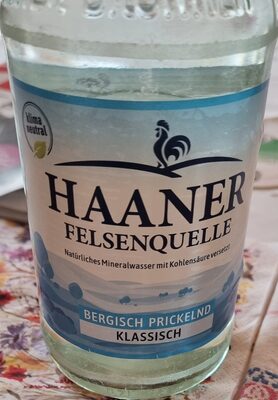 klima
neutral
HAANER
FELSENQUELLE
Natürliches Mineralwasser mit Kohlensäure versetzt
BERGISCH PRICKELND
KLASSISCH